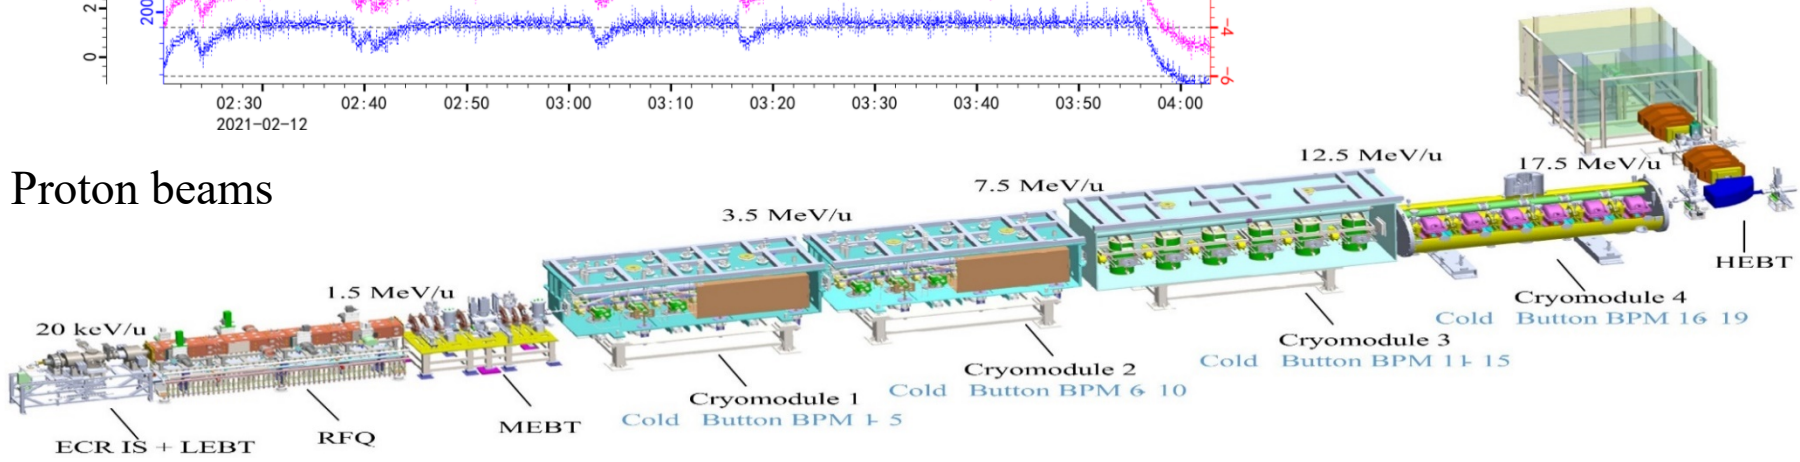 2
0
200
-4
-6
02:30 02:40 02:50 03:00 03:10 03:20 03:30 03:40 03:50 04:00
2021-02-12
Proton beams
20 keV/u
1.5 MeV/u
3.5 MeV/u
7.5 MeV/u
12.5 MeV/u
17.5 MeV/u
HEBT
Cryomodule 4
Cold Button BPM 16- 19
Cryomodule 3
Cold Button BPM 11- 15
Cryomodule 2
Cold Button BPM 6- 10
Cryomodule 1
Cold Button BPM 1- 5
MEBT
RFQ
ECR IS + LEBT